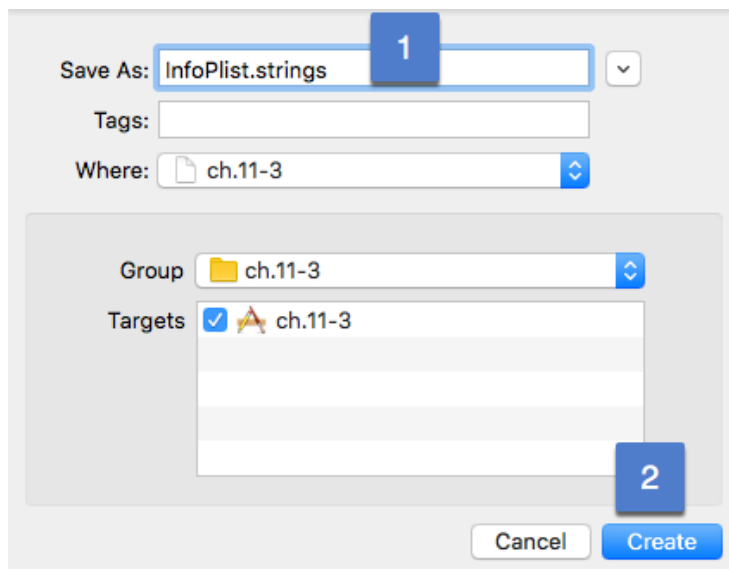 1
Save As: InfoPlist.strings
Tags:
Where: ch.11-3
Group ch.11-3
Targets ch.11-3
2
Cancel Create